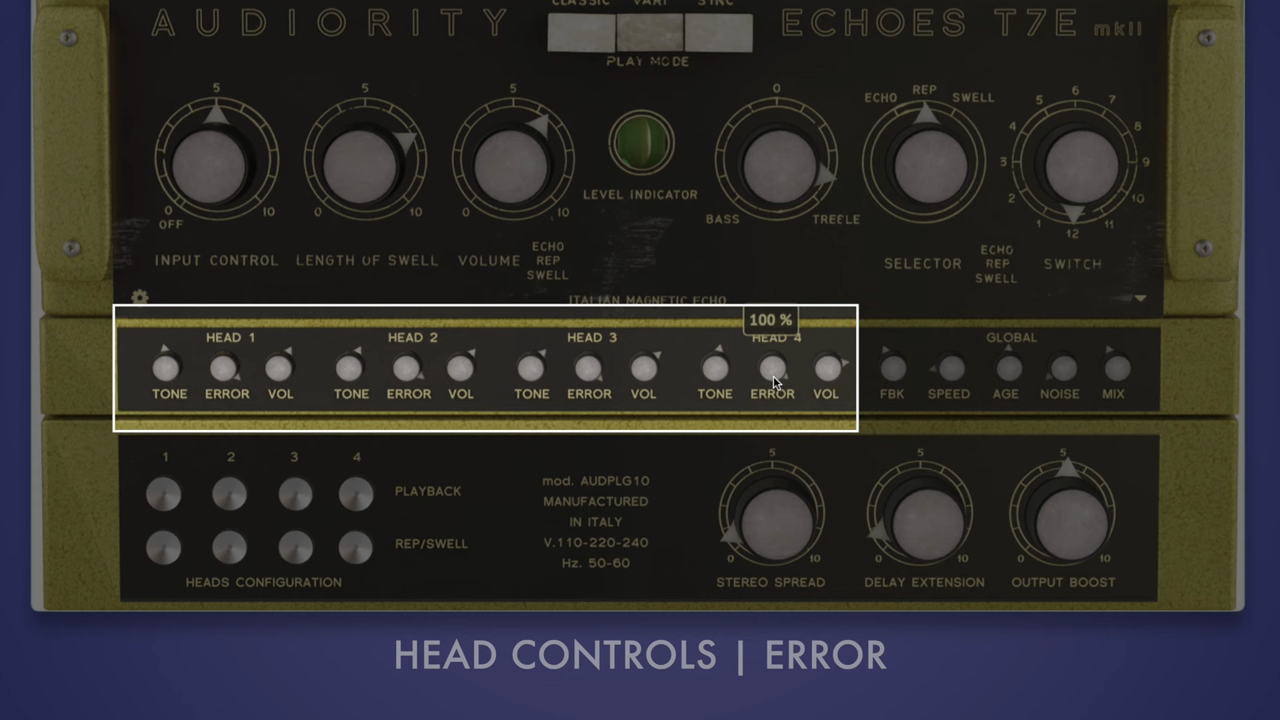 CLASSIC VARI SYNC
AUDIORITY
ECHOES T7E mkII
PLAY MODE
5
0 10
OFF
INPUT CONTROL
5
0 10
LENGTH OF SWELL
5
0 10
VOLUME
ECHO
REP
SWELL
LEVEL INDICATOR
0
BASS TREBLE
ECHO REP SWELL
SELECTOR
ECHO
REP
SWELL
1 2 3 4 5 6 7 8 9 10 11 12
SWITCH
ITALIAN MAGNETIC ECHO
100 %
HEAD 1
TONE ERROR VOL
HEAD 2
TONE ERROR VOL
HEAD 3
TONE ERROR VOL
HEAD 4
TONE ERROR VOL
GLOBAL
FBK SPEED AGE NOISE MIX
1 2 3 4
PLAYBACK
REP/SWELL
HEADS CONFIGURATION
mod. AUDPLG10
MANUFACTURED
IN ITALY
V.110-220-240
Hz. 50-60
5
0 10
STEREO SPREAD
5
0 10
DELAY EXTENSION
5
0 10
OUTPUT BOOST
HEAD CONTROLS | ERROR